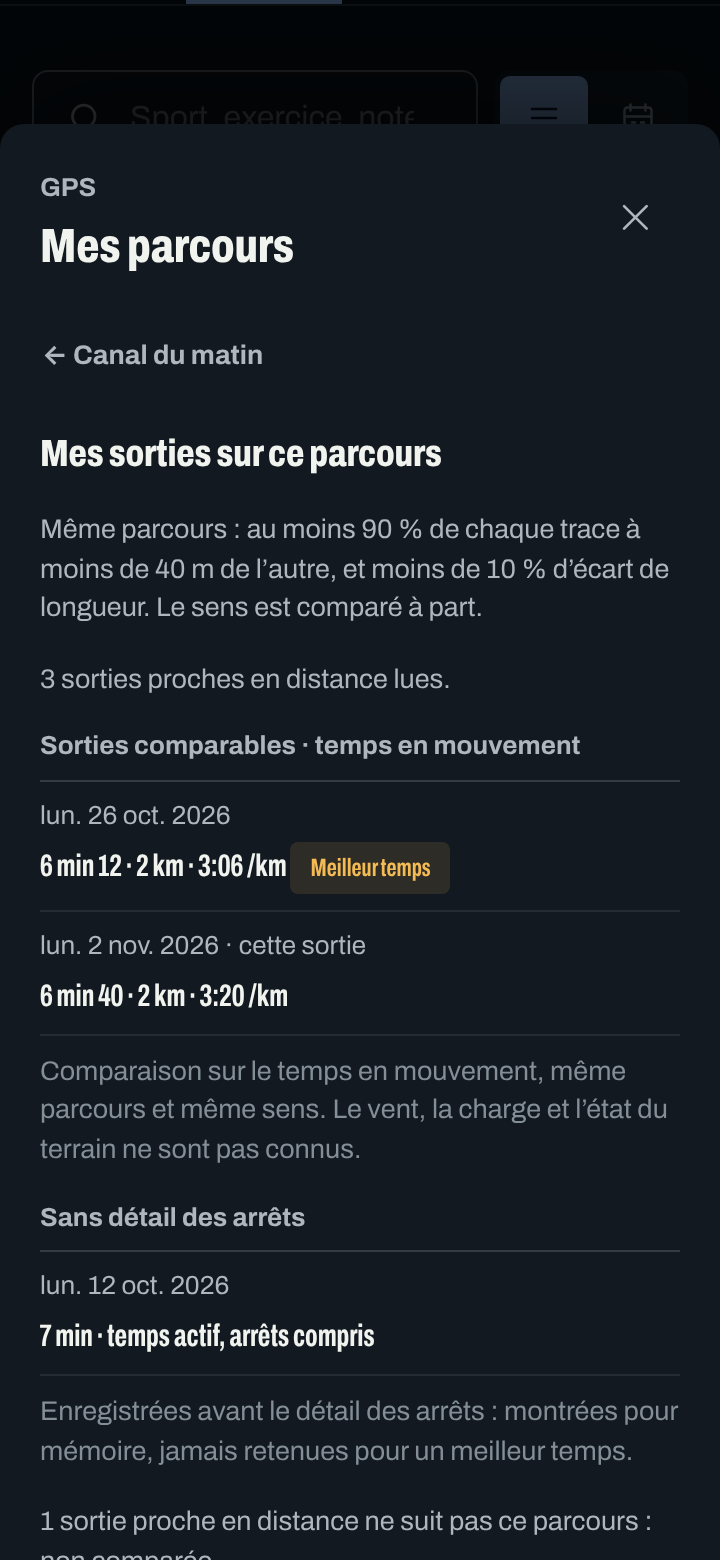 Sport, exercice, note
GPS
Mes parcours
← Canal du matin
Mes sorties sur ce parcours
Même parcours : au moins 90 % de chaque trace à
moins de 40 m de l’autre, et moins de 10 % d’écart de
longueur. Le sens est comparé à part.
3 sorties proches en distance lues.
Sorties comparables · temps en mouvement
lun. 26 oct. 2026
6 min 12 · 2 km · 3:06 /km Meilleur temps
lun. 2 nov. 2026 · cette sortie
6 min 40 · 2 km · 3:20 /km
Comparaison sur le temps en mouvement, même
parcours et même sens. Le vent, la charge et l’état du
terrain ne sont pas connus.
Sans détail des arrêts
lun. 12 oct. 2026
7 min · temps actif, arrêts compris
Enregistrées avant le détail des arrêts : montrées pour
mémoire, jamais retenues pour un meilleur temps.
1 sortie proche en distance ne suit pas ce parcours :
non comparée